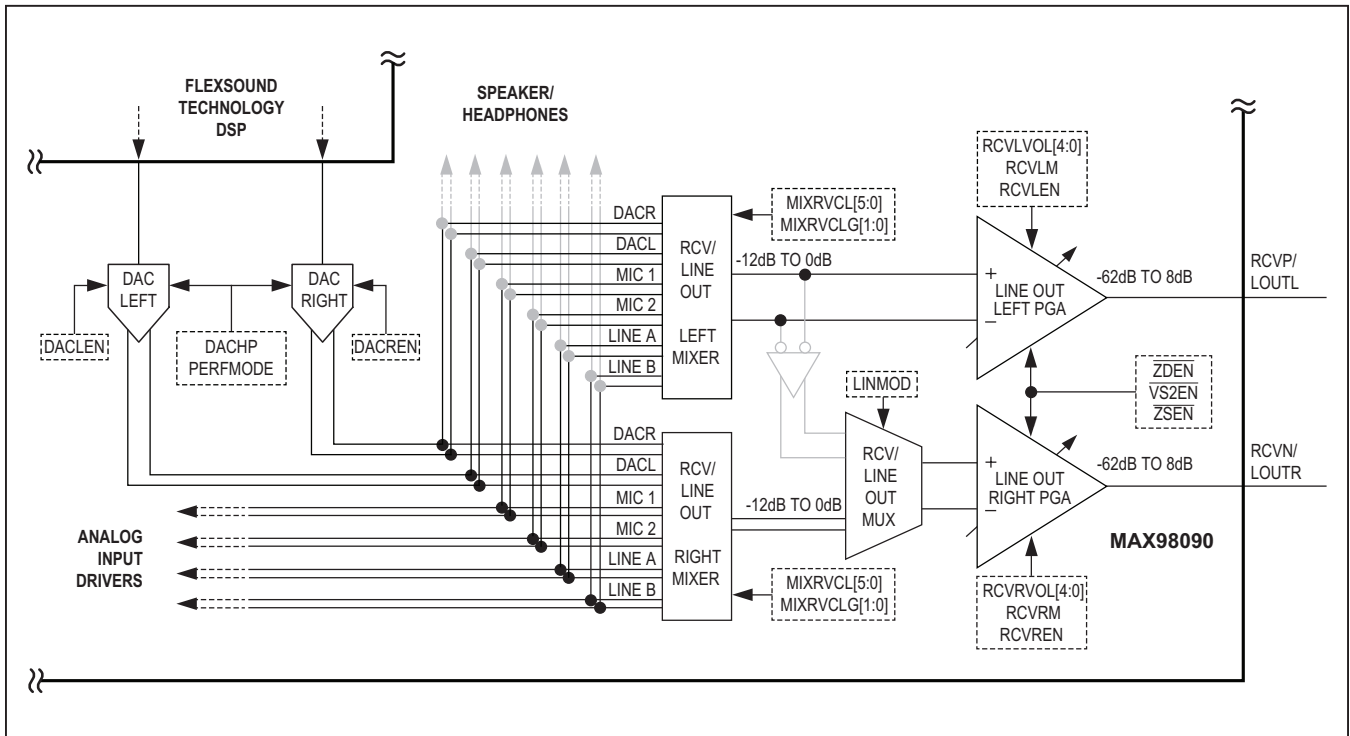 FLEXSOUND
TECHNOLOGY
DSP
SPEAKER/
HEADPHONES
DAC
LEFT
DAC
RIGHT
DACLEN
DACHP
PERFMODE
DACREN
DACR
DACL
MIC 1
MIC 2
LINE A
LINE B
RCV/
LINE
OUT
LEFT
MIXER
MIXRVCL[5:0]
MIXRVCLG[1:0]
-12dB TO 0dB
RCVLVOL[4:0]
RCVLM
RCVLEN
+
−
LINE OUT
LEFT PGA
-62dB TO 8dB
RCVP/
LOUTL
ZDEN
VS2EN
ZSEN
LINMOD
RCV/
LINE
OUT
MUX
DACR
DACL
MIC 1
MIC 2
LINE A
LINE B
RCV/
LINE
OUT
RIGHT
MIXER
-12dB TO 0dB
MIXRVCL[5:0]
MIXRVCLG[1:0]
+
−
LINE OUT
RIGHT PGA
-62dB TO 8dB
RCVN/
LOUTR
MAX98090
RCVRVOL[4:0]
RCVRM
RCVREN
ANALOG
INPUT
DRIVERS